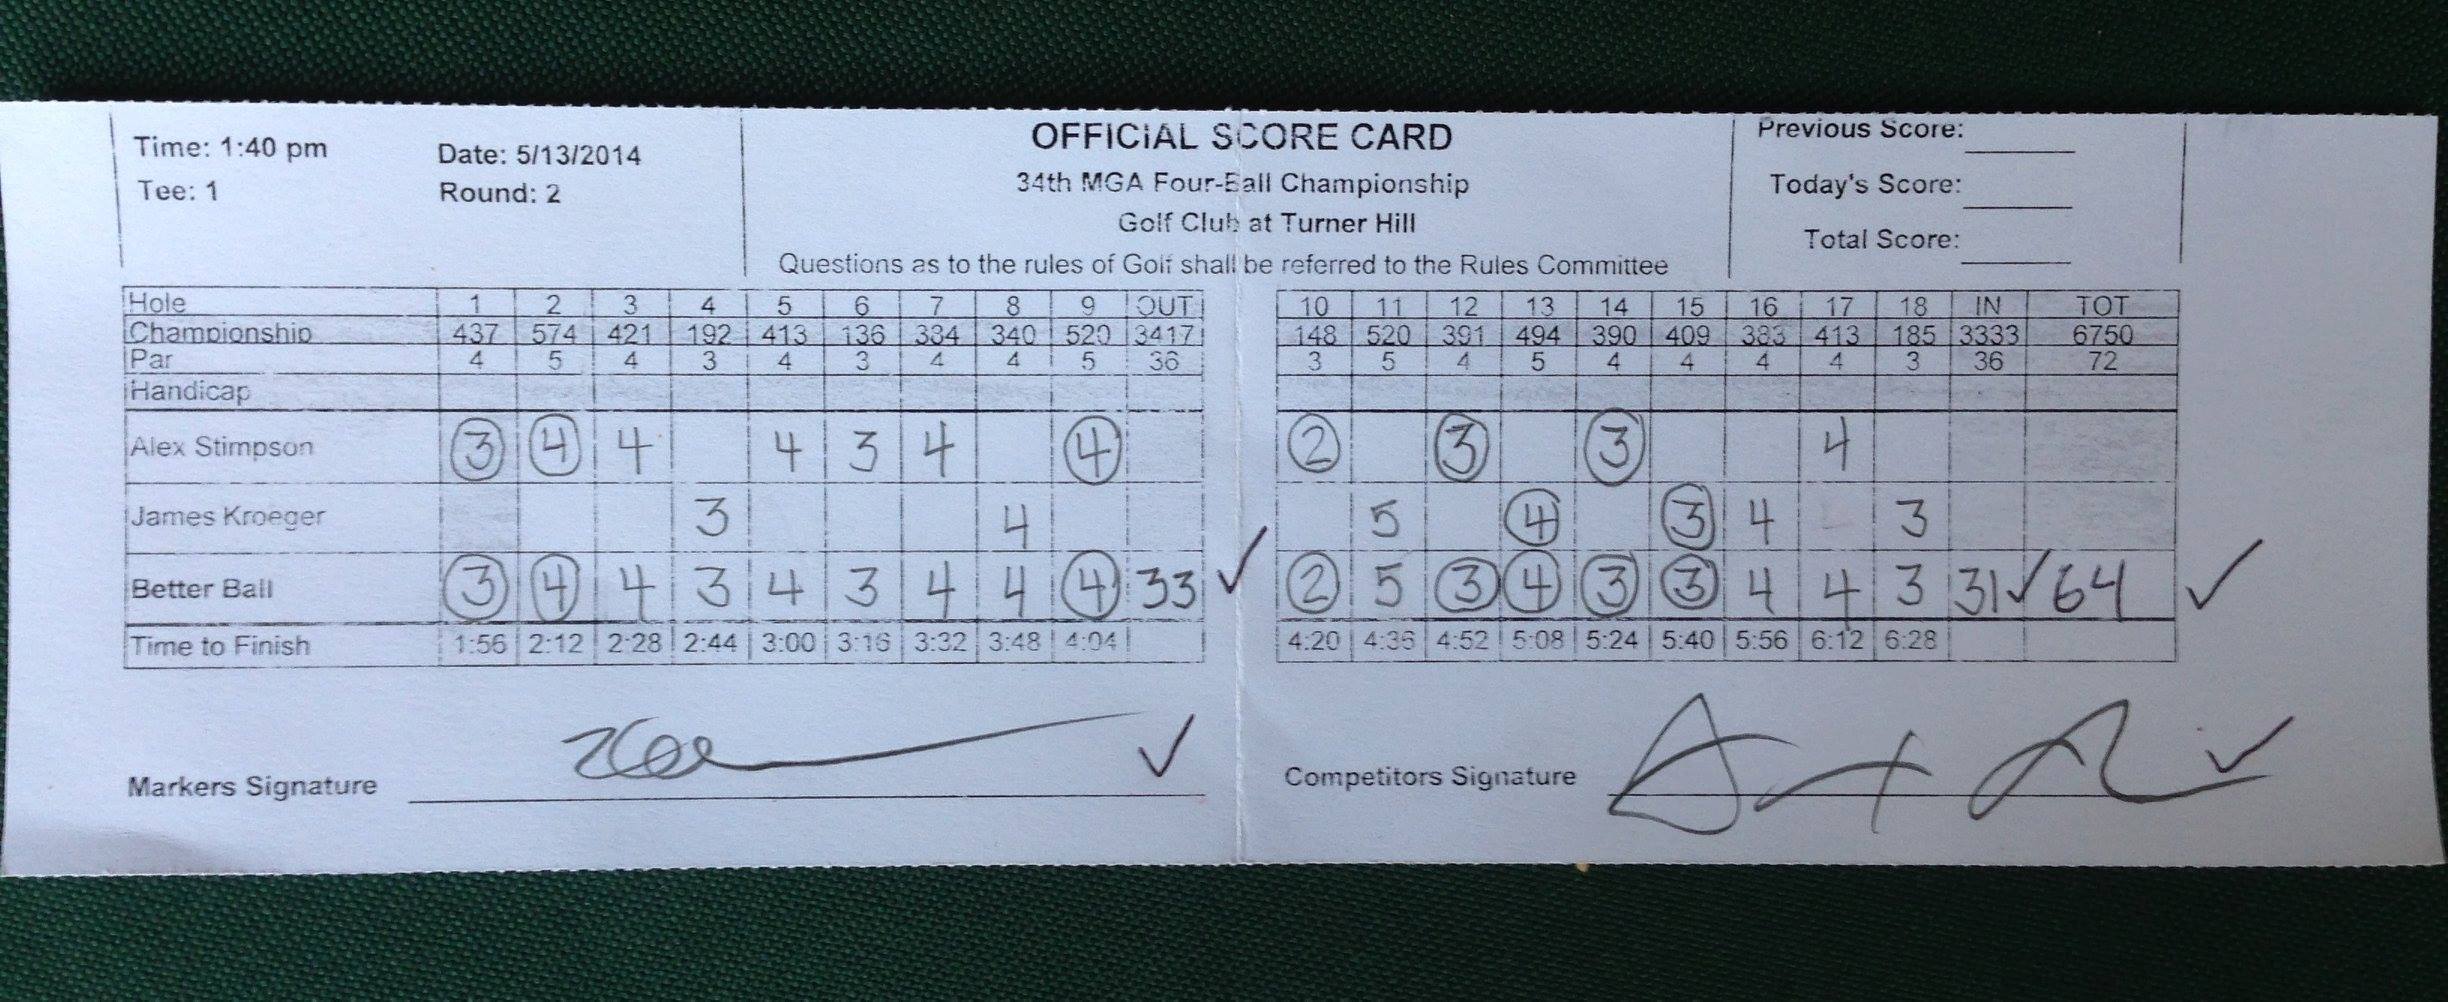 Time: 1:40 pm Date: 5/13/2014
Tee: 1 Round: 2
OFFICIAL SCORE CARD
34th MGA Four-Ball Championship
Golf Club at Turner Hill
Questions as to the rules of Golf shall be referred to the Rules Committee
Previous Score:
Today's Score:
Total Score:
Hole 1 2 3 4 5 6 7 8 9 OUT 10 11 12 13 14 15 16 17 18 IN TOT
Championship 437 574 421 192 413 136 384 340 520 3417 148 520 391 494 390 409 383 413 185 3333 6750
Par 4 5 4 3 4 3 4 4 5 36 3 5 4 5 4 4 4 4 3 36 72
Handicap
Alex Stimpson 3 4 4 4 3 4 4 2 3 3 4
James Kroeger 3 4 5 4 3 4 3
Better Ball 3 4 4 3 4 3 4 4 4 33 2 5 3 4 3 3 4 4 3 31 64
Time to Finish 1:56 2:12 2:28 2:44 3:00 3:16 3:32 3:48 4:04 4:20 4:36 4:52 5:08 5:24 5:40 5:56 6:12 6:28
Markers Signature
Competitors Signature